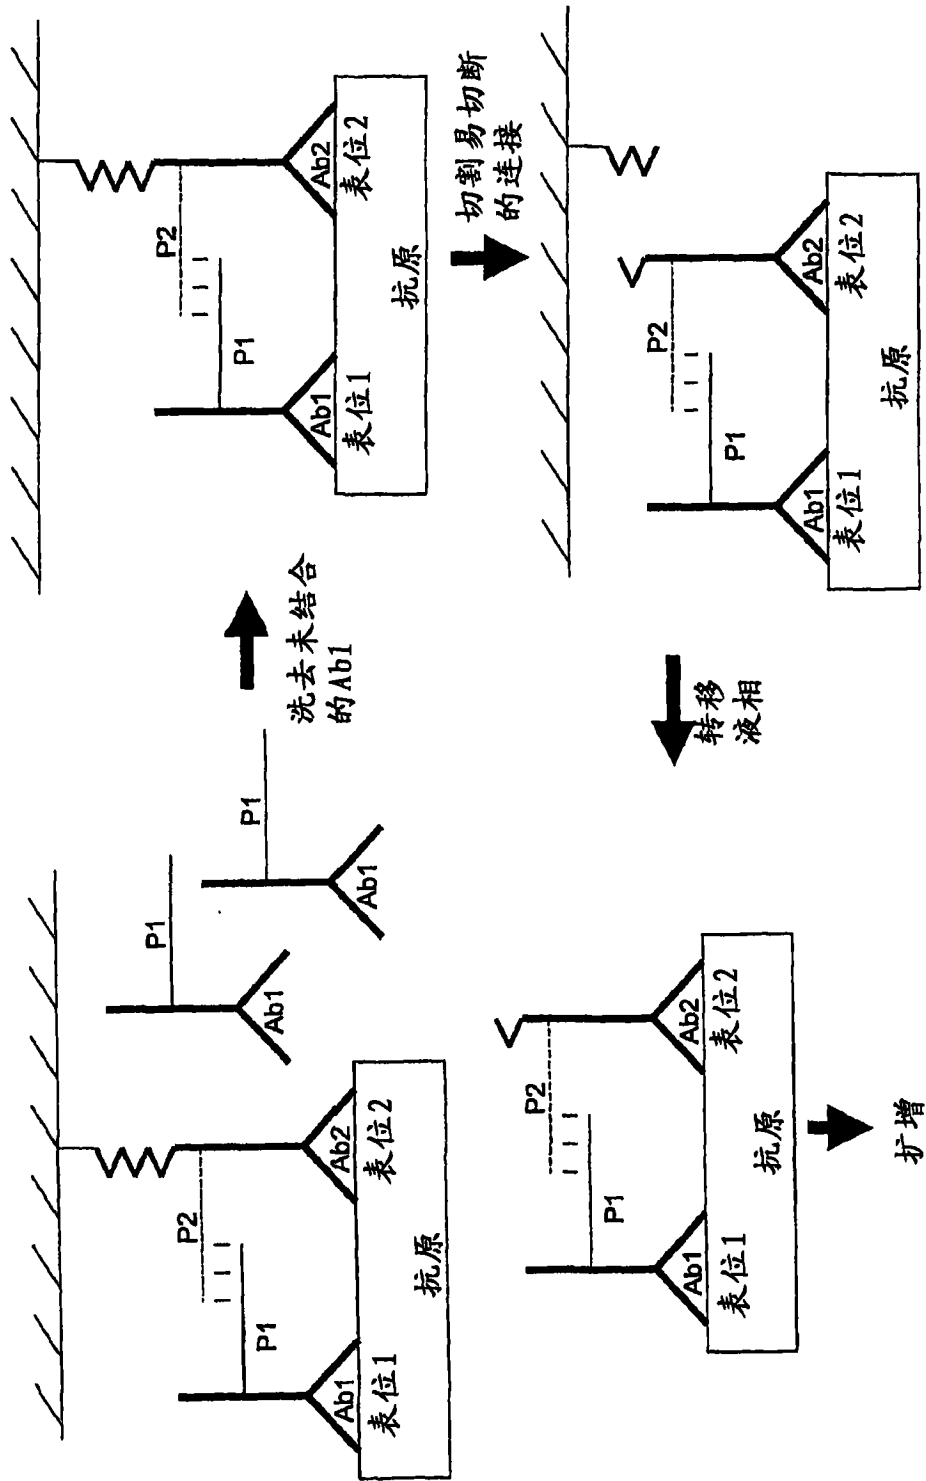 P2
P1
Ab1
Ab2
表位1
表位2
抗原
P1
Ab1
P1
Ab1
洗去未结合
的Ab1
P2
P1
Ab1
Ab2
表位1
表位2
抗原
切割易切断
的连接
P2
P1
Ab1
Ab2
表位1
表位2
抗原
转移
液相
P2
P1
Ab1
Ab2
表位1
表位2
抗原
扩增